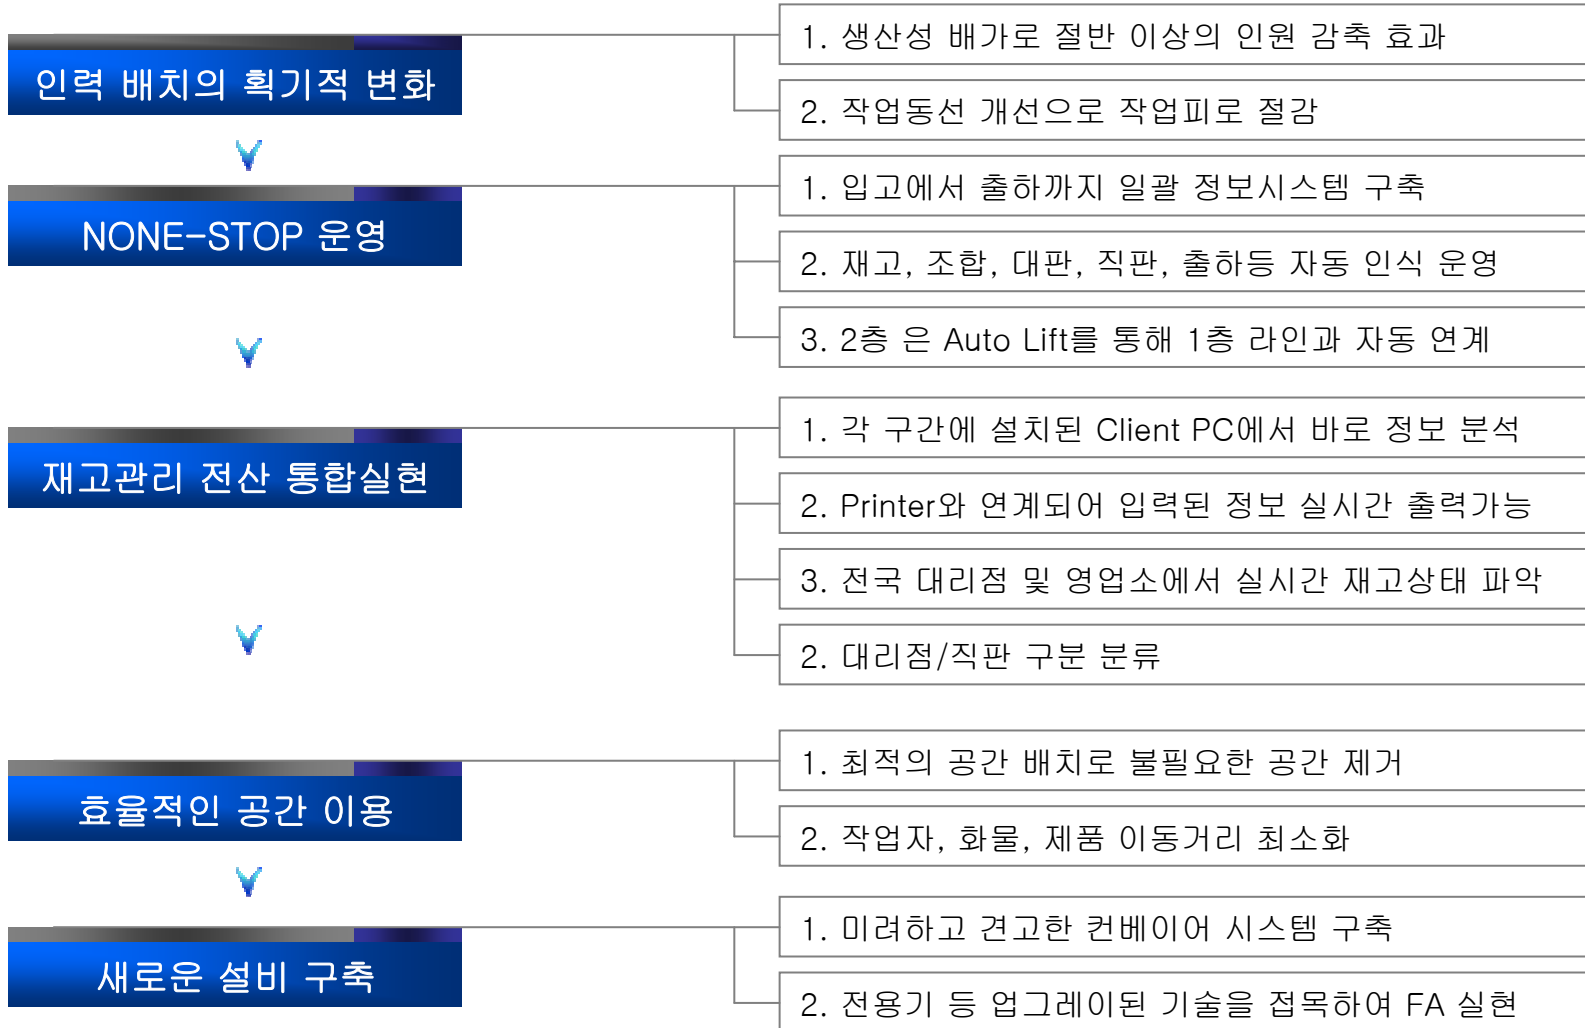 인력 배치의 획기적 변화
1. 생산성 배가로 절반 이상의 인원 감축 효과
2. 작업동선 개선으로 작업피로 절감
NONE-STOP 운영
1. 입고에서 출하까지 일괄 정보시스템 구축
2. 재고, 조합, 대판, 직판, 출하등 자동 인식 운영
3. 2층 은 Auto Lift를 통해 1층 라인과 자동 연계
재고관리 전산 통합실현
1. 각 구간에 설치된 Client PC에서 바로 정보 분석
2. Printer와 연계되어 입력된 정보 실시간 출력가능
3. 전국 대리점 및 영업소에서 실시간 재고상태 파악
2. 대리점/직판 구분 분류
효율적인 공간 이용
1. 최적의 공간 배치로 불필요한 공간 제거
2. 작업자, 화물, 제품 이동거리 최소화
새로운 설비 구축
1. 미려하고 견고한 컨베이어 시스템 구축
2. 전용기 등 업그레이된 기술을 접목하여 FA 실현